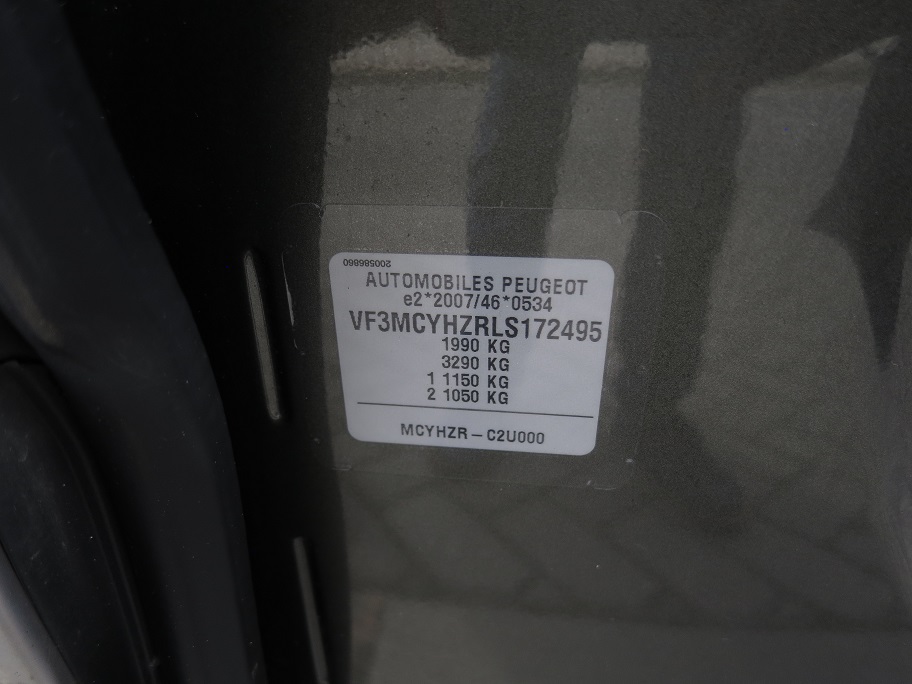 200586860
AUTOMOBILES PEUGEOT
e2*2007/46*0534
VF3MCYHZRLS172495
1990 KG
3290 KG
1 1150 KG
2 1050 KG
MCYHZR-C2U000